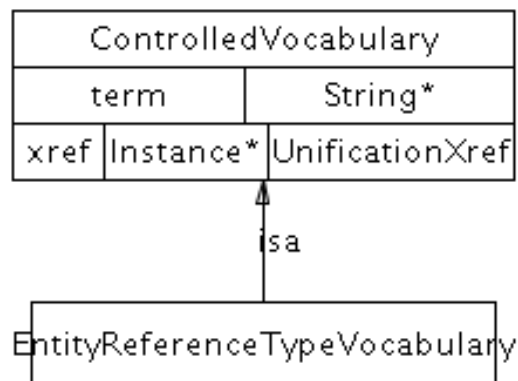 ControlledVocabulary
term String*
xref Instance* UnificationXref
isa
EntityReferenceTypeVocabulary